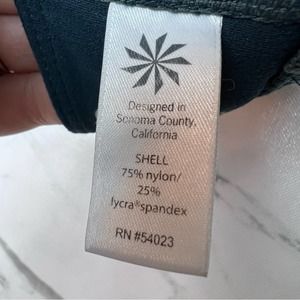 Designed in
Sonoma County,
California
SHELL
75% nylon/
25%
lycra®spandex
RN #54023